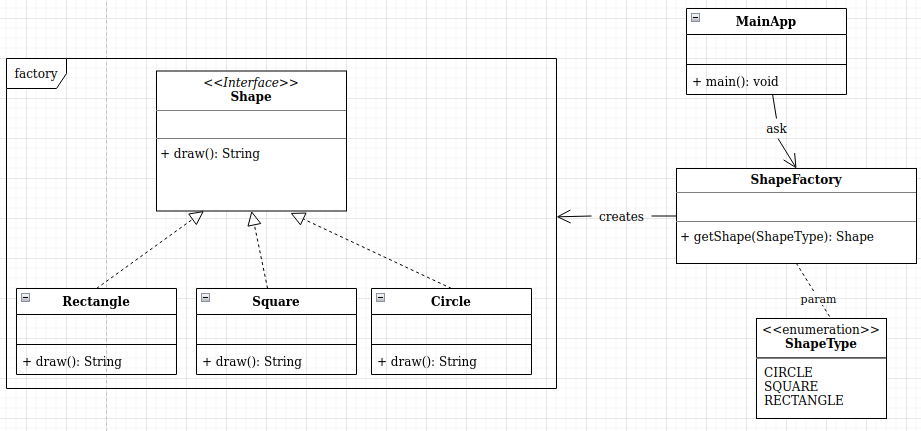 MainApp
+ main(): void
ask
factory
<<Interface>>
Shape
+ draw(): String
Rectangle
+ draw(): String
Square
+ draw(): String
Circle
+ draw(): String
creates
ShapeFactory
+ getShape(ShapeType): Shape
param
<<enumeration>>
ShapeType
CIRCLE
SQUARE
RECTANGLE